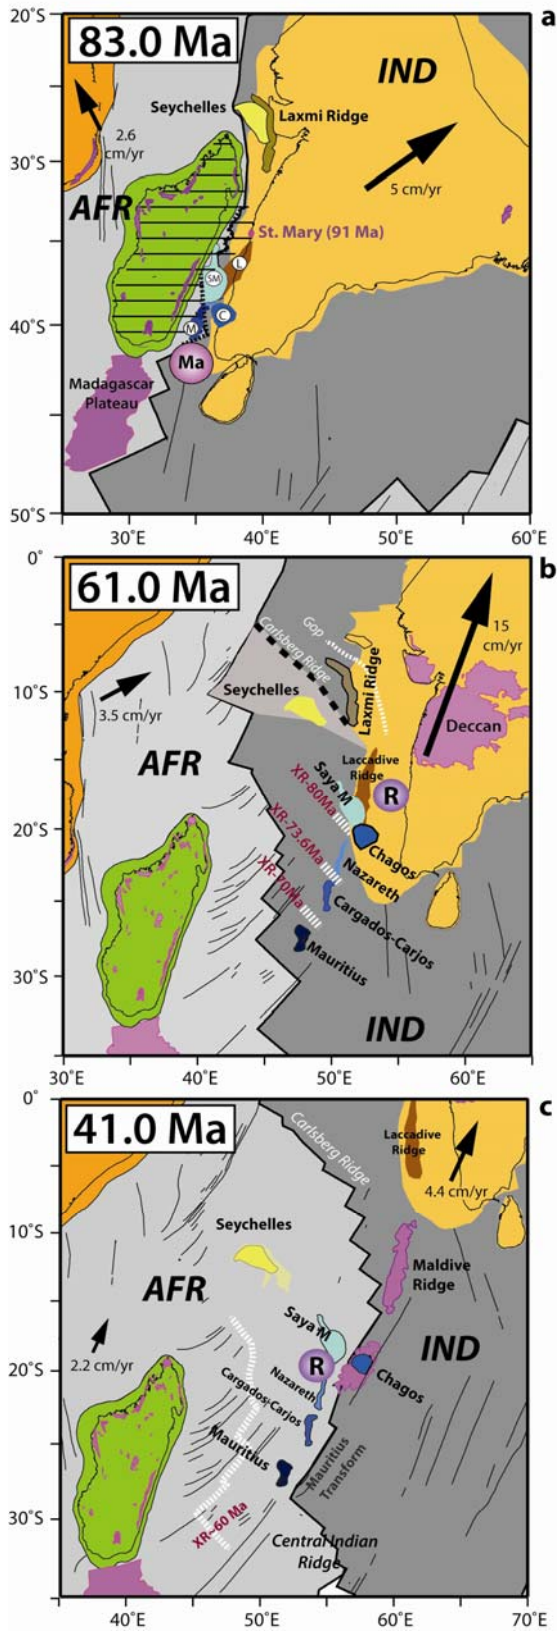 a
83.0 Ma
20°S
30°S
40°S
50°S
30°E
40°E
50°E
60°E
IND
AFR
Seychelles
Laxmi Ridge
2.6
cm/yr
5 cm/yr
St. Mary (91 Ma)
SM
L
C
M
Ma
Madagascar
Plateau
b
61.0 Ma
0°
10°S
20°S
30°S
30°E
40°E
50°E
60°E
Gop
Carlsberg Ridge
Laxmi Ridge
15
cm/yr
Seychelles
3.5 cm/yr
Deccan
AFR
Laccadive
Ridge
R
Saya M
XR-80Ma
XR-73.6Ma
XR-70Ma
Chagos
Nazareth
Cargados-Carjos
Mauritius
IND
c
41.0 Ma
0°
10°S
20°S
30°S
40°E
50°E
60°E
70°E
Carlsberg Ridge
Laccadive
Ridge
4.4 cm/yr
Seychelles
Maldive
Ridge
AFR
Saya M
IND
R
2.2 cm/yr
Nazareth
Chagos
Cargados-Carjos
Mauritius
Mauritius
Transform
XR~60 Ma
Central Indian
Ridge